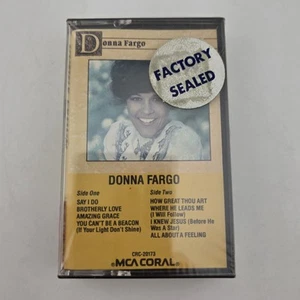 Donna Fargo
FACTORY
SEALED
DONNA FARGO
Side One
SAY I DO
BROTHERLY LOVE
AMAZING GRACE
YOU CAN'T BE A BEACON
(If Your Light Don't Shine)
Side Two
HOW GREAT THOU ART
WHERE HE LEADS ME
(I Will Follow)
I KNEW JESUS (Before He
Was A Star)
ALL ABOUT A FEELING
CRC-20173
MCA CORAL